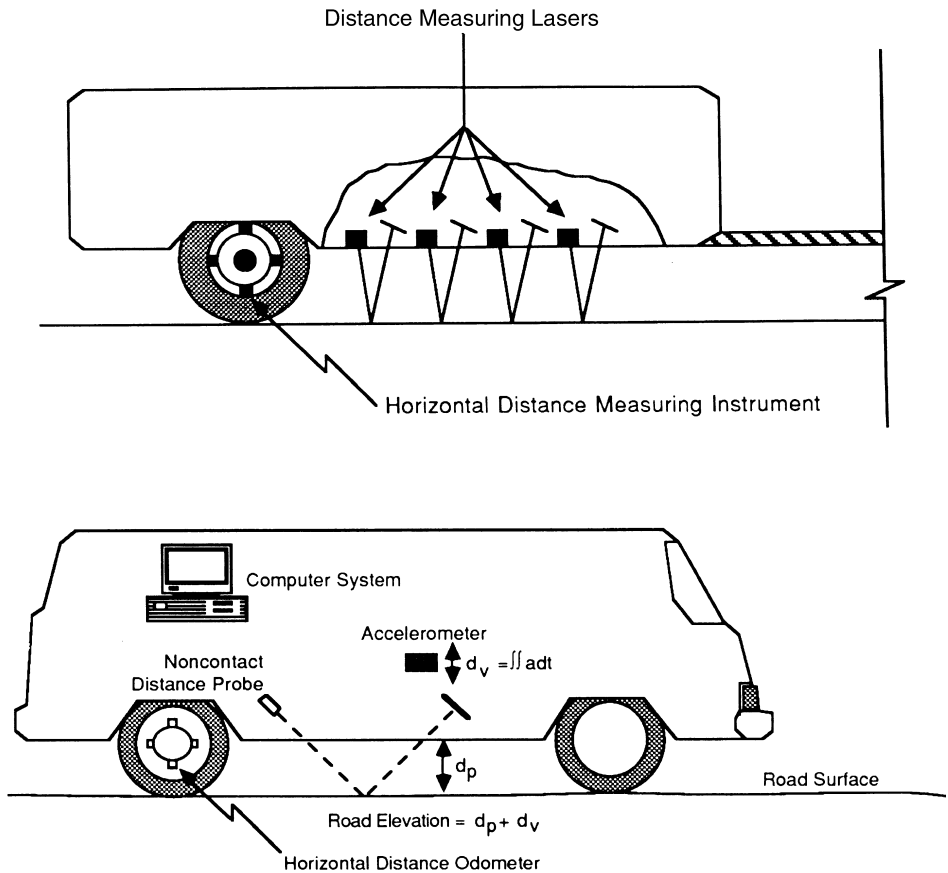 Distance Measuring Lasers
Horizontal Distance Measuring Instrument
Computer System
Accelerometer
d_v = ∫∫ adt
Noncontact
Distance Probe
d_p
Road Surface
Road Elevation = d_p + d_v
Horizontal Distance Odometer